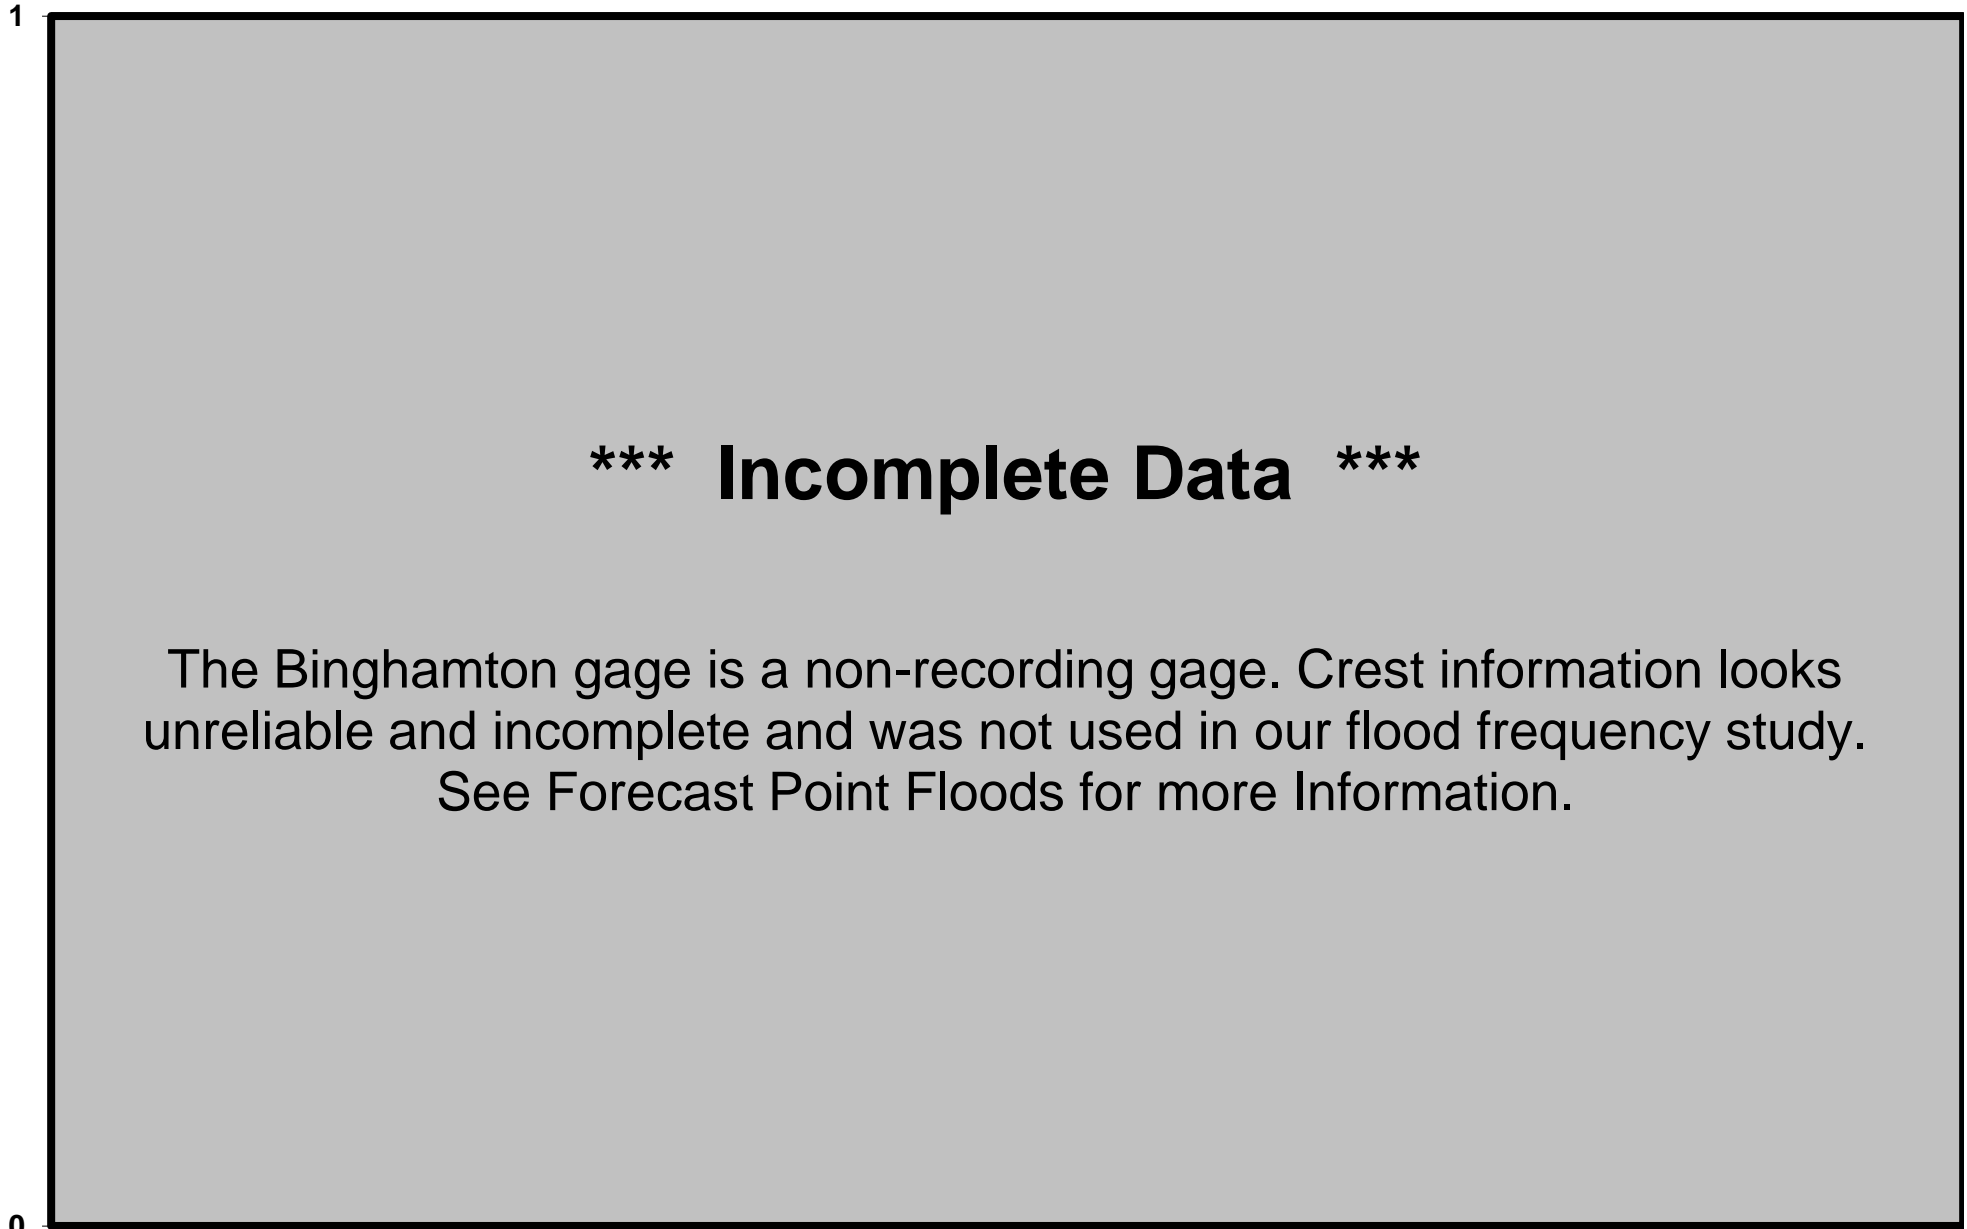 1
*** Incomplete Data ***
The Binghamton gage is a non-recording gage. Crest information looks
unreliable and incomplete and was not used in our flood frequency study.
See Forecast Point Floods for more Information.
0